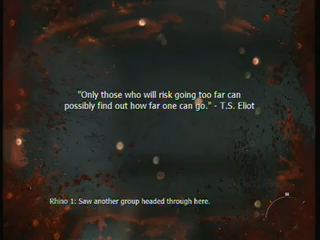 "Only those who will risk going too far can
possibly find out how far one can go." - T.S. Eliot
Rhino 1: Saw another group headed through here.